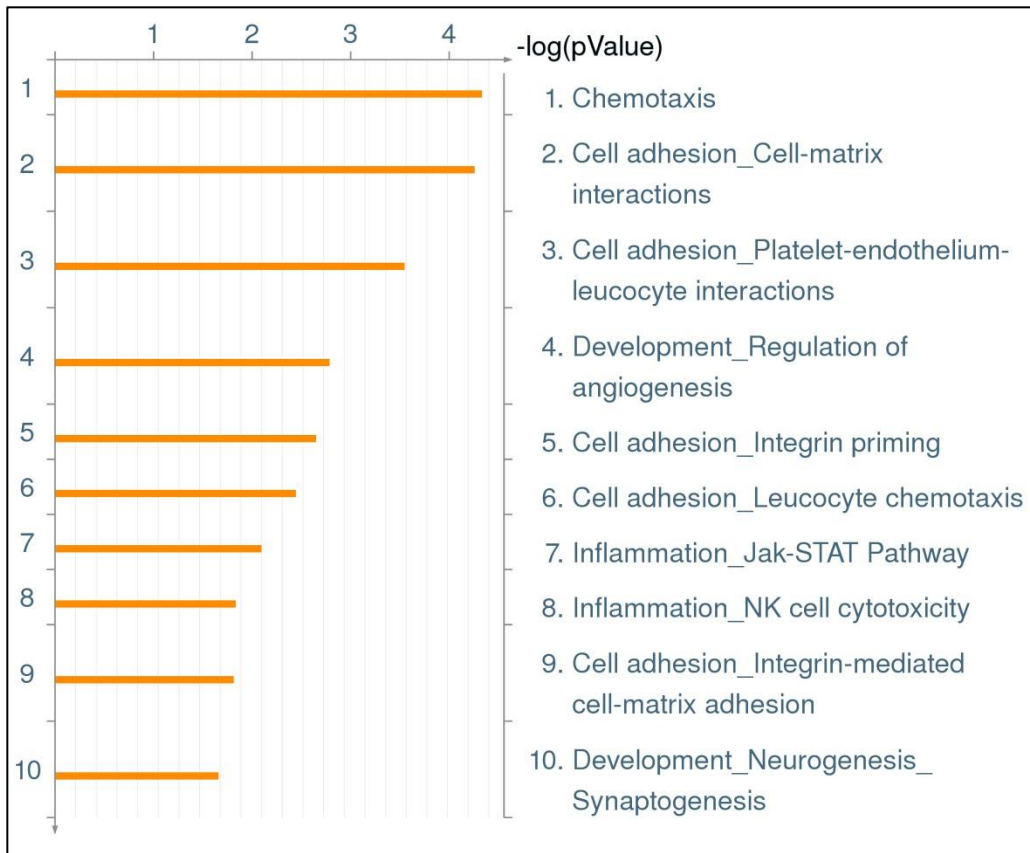 1 2 3 4 -log(pValue)
1
2
3
4
5
6
7
8
9
10
1. Chemotaxis
2. Cell adhesion_Cell-matrix
interactions
3. Cell adhesion_Platelet-endothelium-
leucocyte interactions
4. Development_Regulation of
angiogenesis
5. Cell adhesion_Integrin priming
6. Cell adhesion_Leucocyte chemotaxis
7. Inflammation_Jak-STAT Pathway
8. Inflammation_NK cell cytotoxicity
9. Cell adhesion_Integrin-mediated
cell-matrix adhesion
10. Development_Neurogenesis_
Synaptogenesis